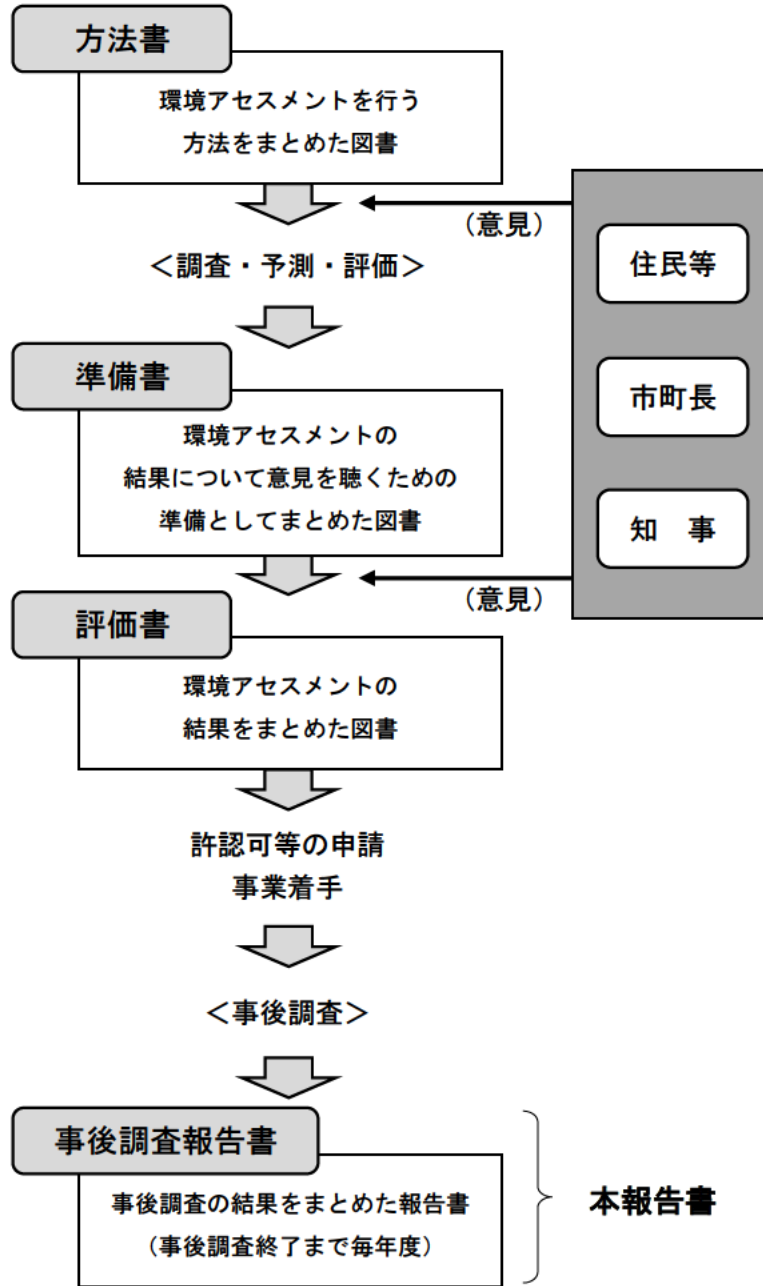 方法書
環境アセスメントを行う
方法をまとめた図書
（意見）
＜調査・予測・評価＞
住民等
準備書
市町長
環境アセスメントの
結果について意見を聴くための
準備としてまとめた図書
知　事
（意見）
評価書
環境アセスメントの
結果をまとめた図書
許認可等の申請
事業着手
＜事後調査＞
事後調査報告書
事後調査の結果をまとめた報告書
（事後調査終了まで毎年度）
本報告書